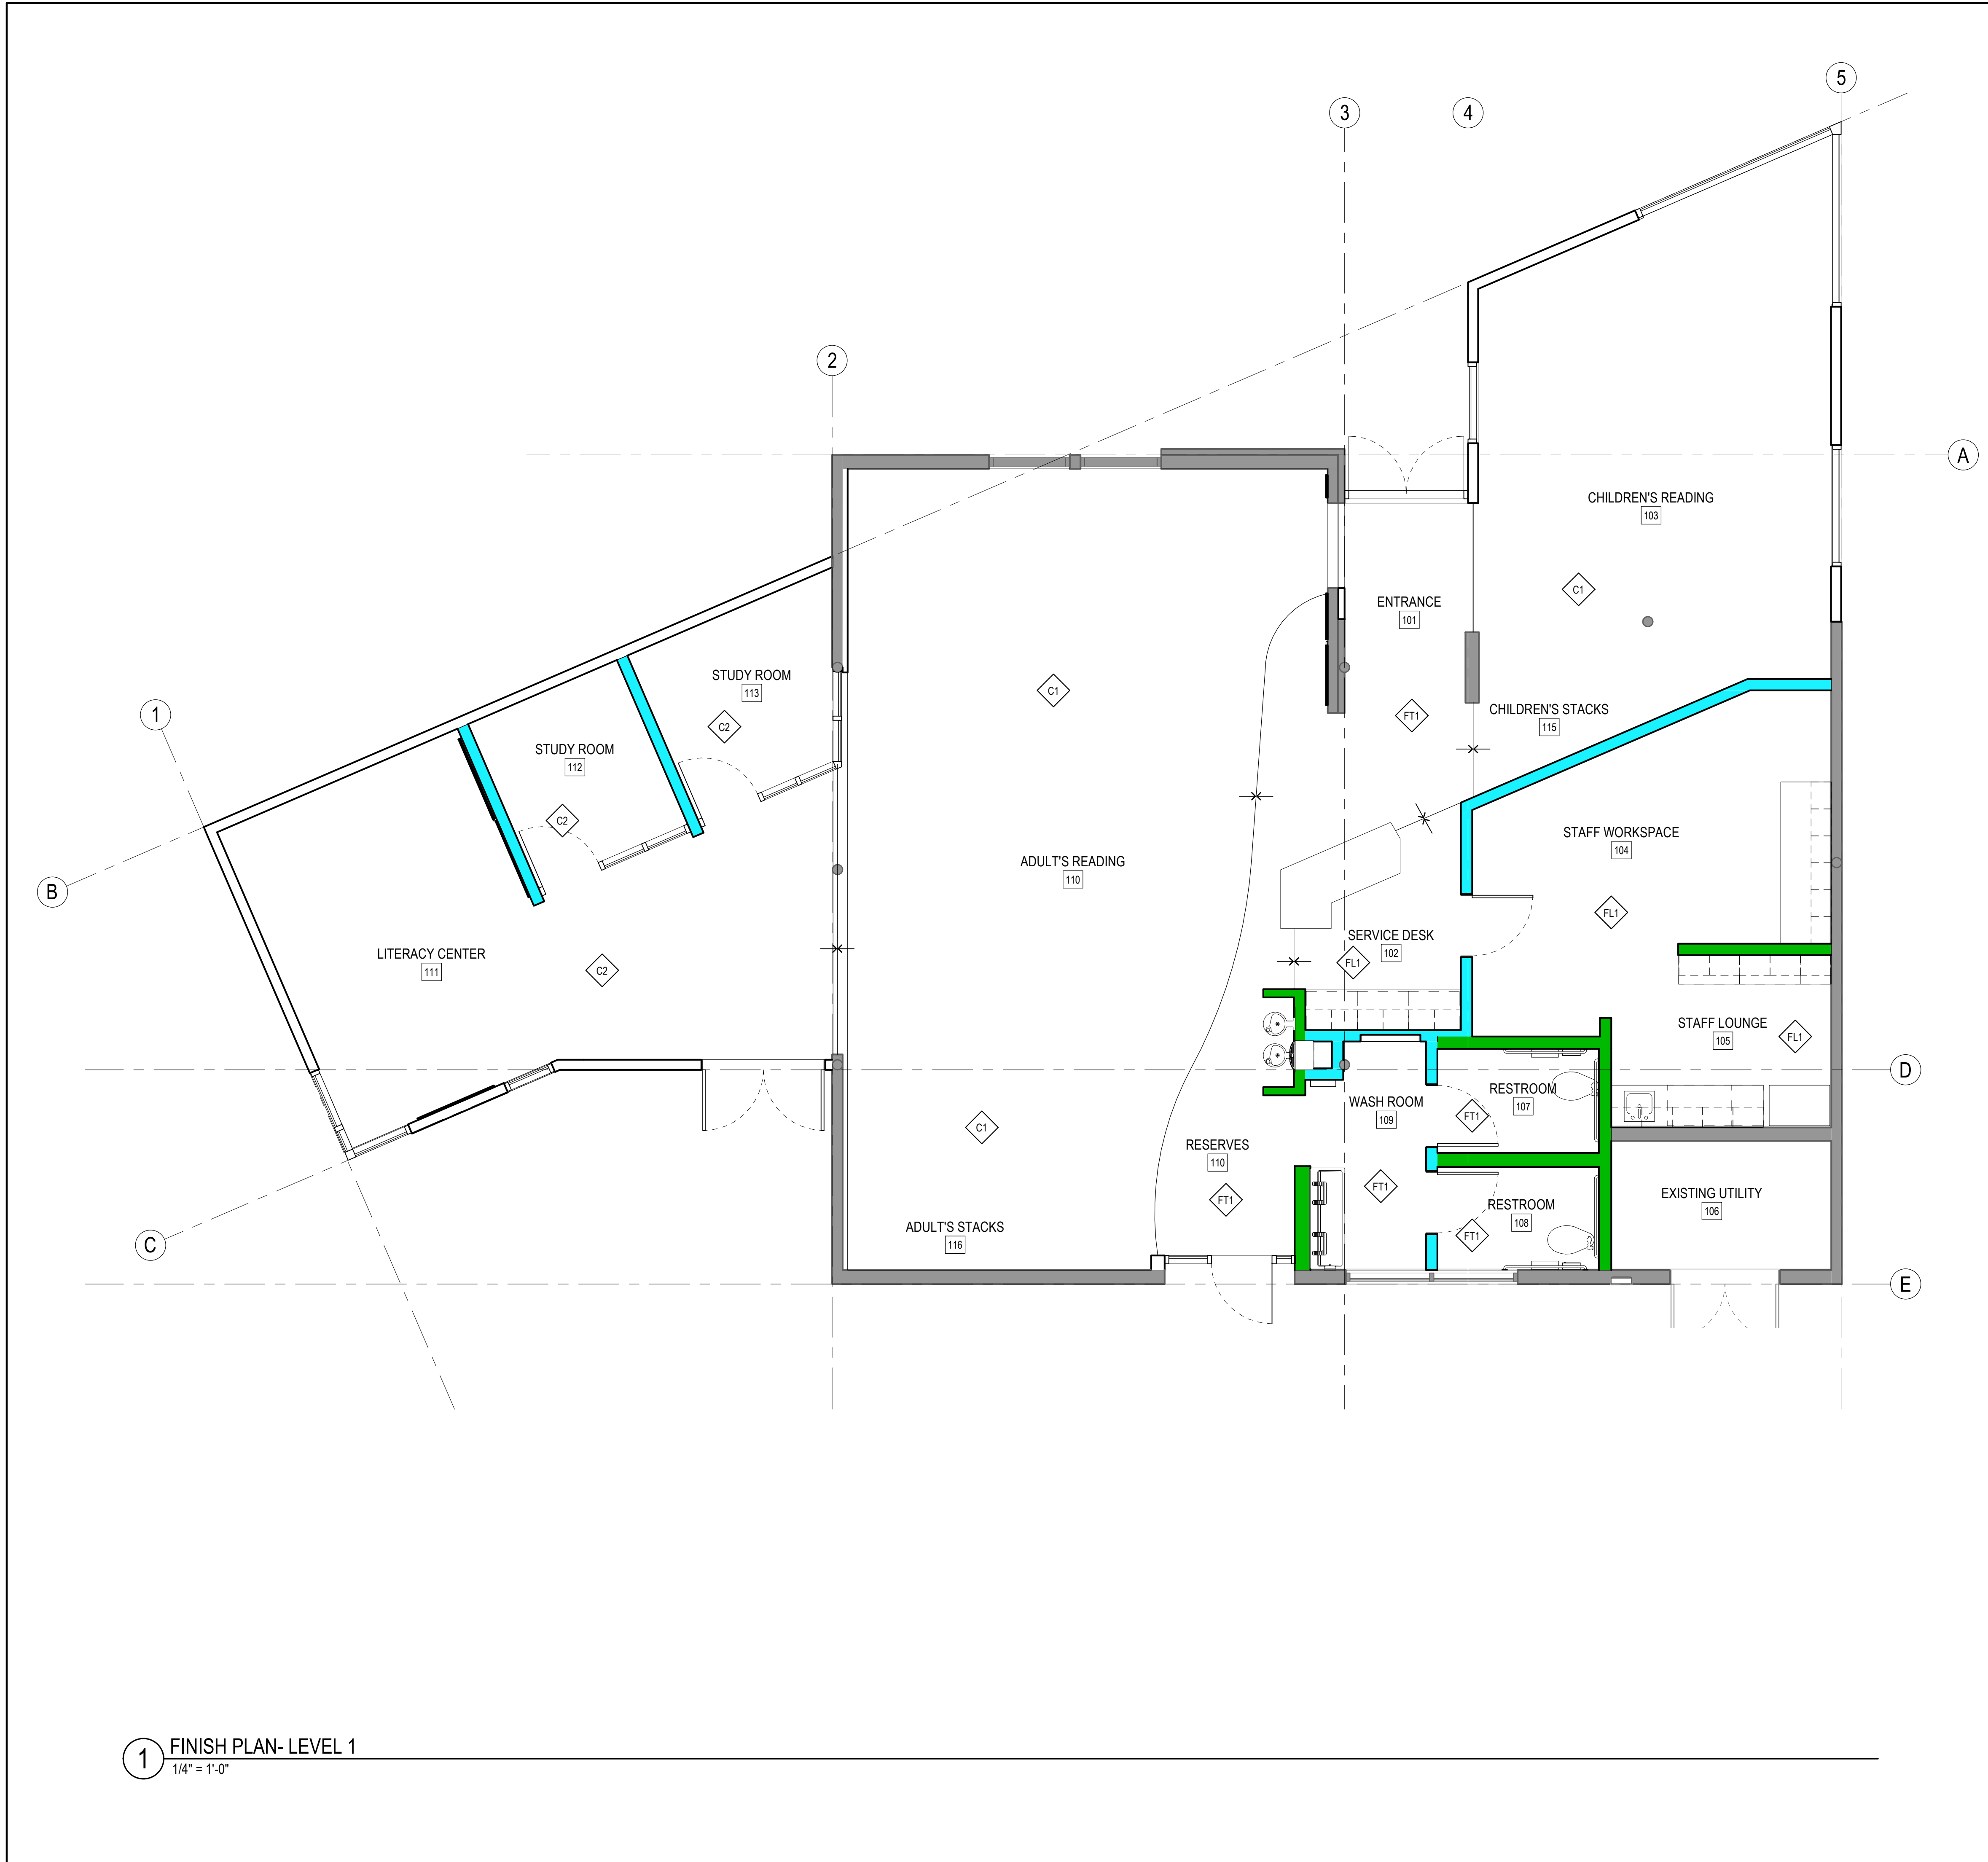 5
3
4
2
A
CHILDREN'S READING
103
C1
ENTRANCE
101
STUDY ROOM
113
C2
C1
FT1
CHILDREN'S STACKS
115
1
STUDY ROOM
112
C2
STAFF WORKSPACE
104
ADULT'S READING
110
B
FL1
SERVICE DESK
102
FL1
LITERACY CENTER
111
C2
STAFF LOUNGE
105
FL1
D
RESTROOM
107
FT1
WASH ROOM
109
C1
RESERVES
110
FT1
FT1
EXISTING UTILITY
106
RESTROOM
108
FT1
ADULT'S STACKS
116
C
E
1
FINISH PLAN- LEVEL 1
1/4" = 1'-0"